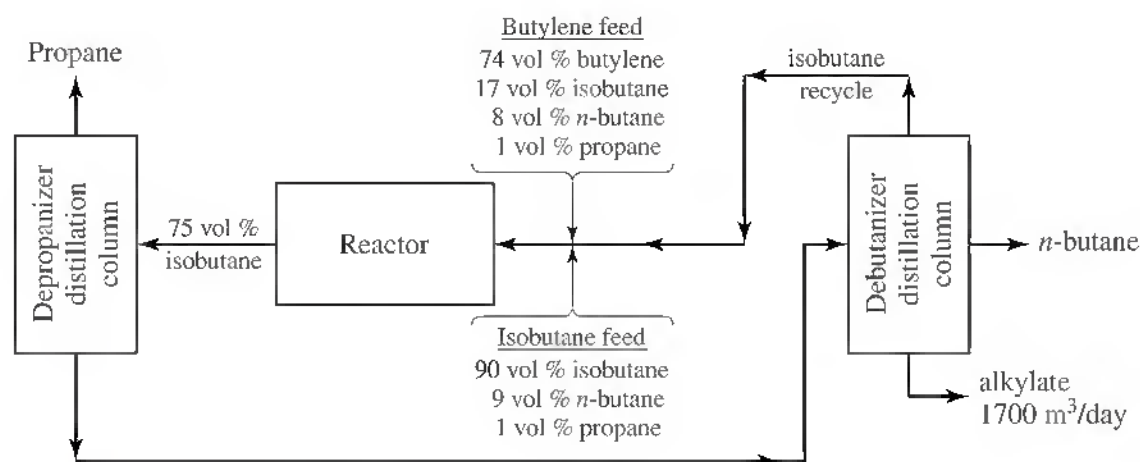 Propane
Depropanizer
distillation
column
75 vol %
isobutane
Reactor
Butylene feed
74 vol % butylene
17 vol % isobutane
8 vol % n-butane
1 vol % propane
Isobutane feed
90 vol % isobutane
9 vol % n-butane
1 vol % propane
isobutane
recycle
Debutanizer
distillation
column
n-butane
alkylate
1700 m³/day